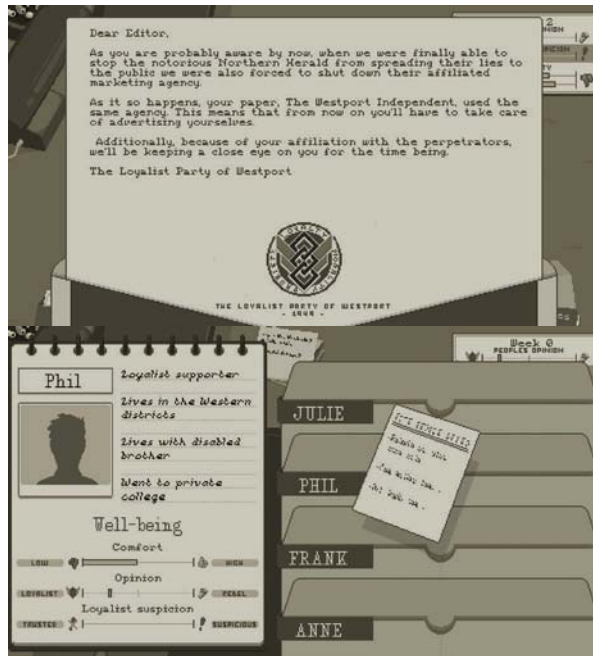 Dear Editor,
As you are probably aware by now, when we were finally able to
stop the notorious Northern Herald from spreading their lies to
the public we were also forced to shut down their affiliated
marketing agency.
As it so happens, your paper, The Westport Independent, used the
same agency. This means that from now on you'll have to take care
of advertising yourselves.
Additionally, because of your affiliation with the perpetrators,
we'll be keeping a close eye on you for the time being.
The Loyalist Party of Westport
LOYALTY
THE LOYALIST PARTY OF WESTPORT
2
Phil
Loyalist supporter
Lives in the Western
districts
Lives with disabled
brother
Went to private
college
Well-being
Comfort
LOW
HIGH
Opinion
LOYALIST
REBEL
Loyalist suspicion
TRUSTED
SUSPICIOUS
Week 0
PEOPLES OPINION
JULIE
PHIL
FRANK
ANNE